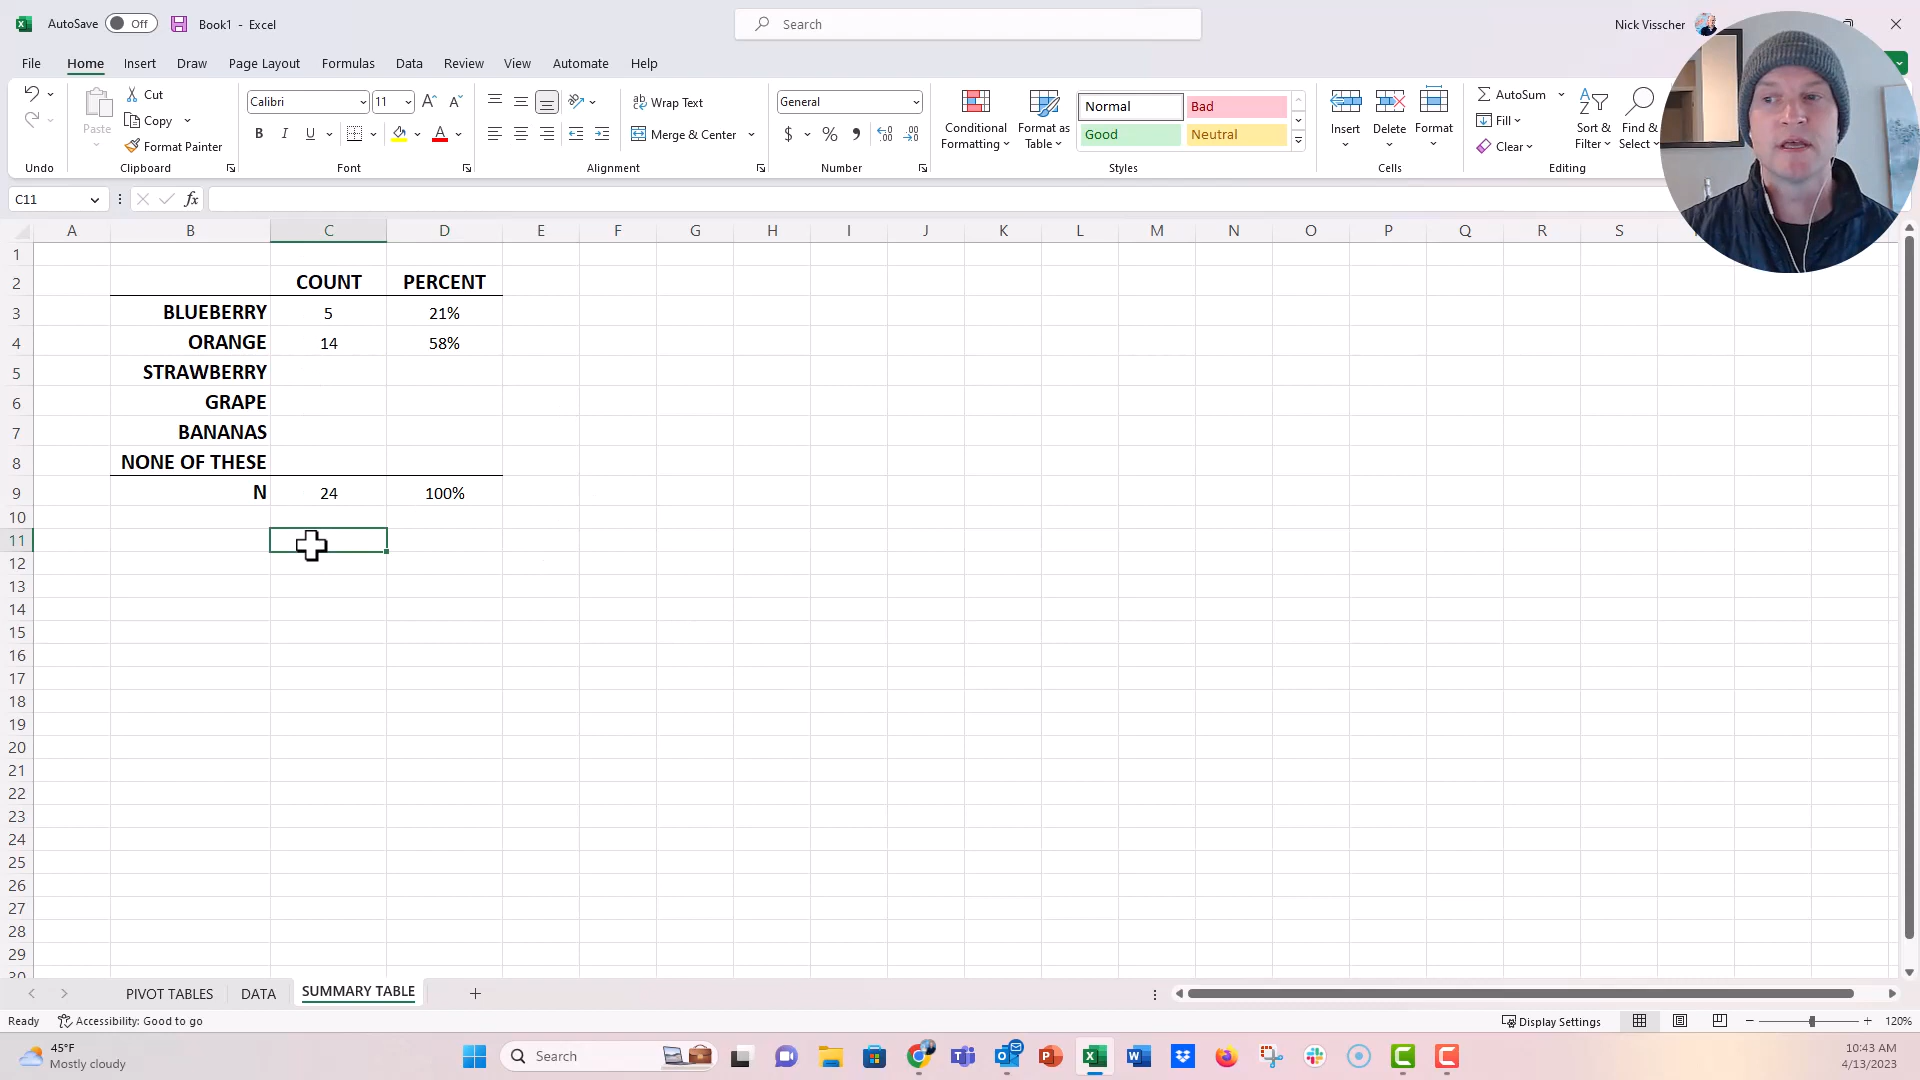 AutoSave Off Book1 - Excel Search Nick Visscher
File Home Insert Draw Page Layout Formulas Data Review View Automate Help
Paste Cut Copy Format Painter
Calibri 11 Wrap Text Merge & Center
General
Conditional Formatting Format as Table
Normal Bad
Good Neutral
Insert Delete Format
AutoSum Fill Clear
Sort & Filter Find & Select
Undo Clipboard Font Alignment Number Styles Cells Editing
C11 fx
A B C D E F G H I J K L M N O P Q R S
1
2 COUNT PERCENT
3 BLUEBERRY 5 21%
4 ORANGE 14 58%
5 STRAWBERRY
6 GRAPE
7 BANANAS
8 NONE OF THESE
9 N 24 100%
10
11
12
13
14
15
16
17
18
19
20
21
22
23
24
25
26
27
28
29
30
PIVOT TABLES DATA SUMMARY TABLE
Ready Accessibility: Good to go Display Settings 120%
45°F
Mostly cloudy
Search
10:43 AM
4/13/2023